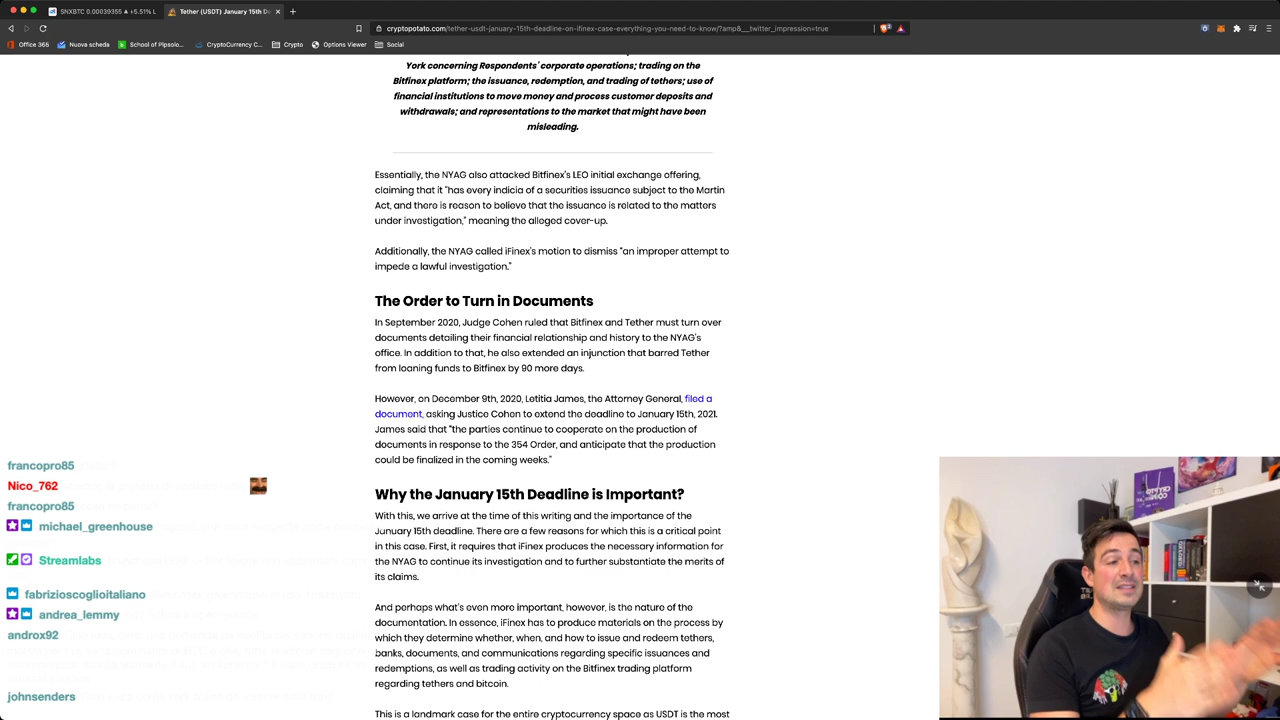 SNXBTC 0.00039355 ▲ +5.51% L
Tether (USDT) January 15th D
cryptopotato.com/tether-usdt-january-15th-deadline-on-ifinex-case-everything-you-need-to-know/?amp&__twitter_impression=true
Office 365
Nuova scheda
School of Pipsolo...
CryptoCurrency C...
Crypto
Options Viewer
Social
York concerning Respondents' corporate operations; trading on the
Bitfinex platform; the issuance, redemption, and trading of tethers; use of
financial institutions to move money and process customer deposits and
withdrawals; and representations to the market that might have been
misleading.
Essentially, the NYAG also attacked Bitfinex's LEO initial exchange offering,
claiming that it "has every indicia of a securities issuance subject to the Martin
Act, and there is reason to believe that the issuance is related to the matters
under investigation," meaning the alleged cover-up.
Additionally, the NYAG called iFinex's motion to dismiss "an improper attempt to
impede a lawful investigation."
The Order to Turn in Documents
In September 2020, Judge Cohen ruled that Bitfinex and Tether must turn over
documents detailing their financial relationship and history to the NYAG's
office. In addition to that, he also extended an injunction that barred Tether
from loaning funds to Bitfinex by 90 more days.
However, on December 9th, 2020, Letitia James, the Attorney General, filed a
document, asking Justice Cohen to extend the deadline to January 15th, 2021.
James said that "the parties continue to cooperate on the production of
documents in response to the 354 Order, and anticipate that the production
could be finalized in the coming weeks."
Why the January 15th Deadline is Important?
With this, we arrive at the time of this writing and the importance of the
January 15th deadline. There are a few reasons for which this is a critical point
in this case. First, it requires that iFinex produces the necessary information for
the NYAG to continue its investigation and to further substantiate the merits of
its claims.
And perhaps what's even more important, however, is the nature of the
documentation. In essence, iFinex has to produce materials on the process by
which they determine whether, when, and how to issue and redeem tethers,
banks, documents, and communications regarding specific issuances and
redemptions, as well as trading activity on the Bitfinex trading platform
regarding tethers and bitcoin.
This is a landmark case for the entire cryptocurrency space as USDT is the most
francopro85
Nico_762
francopro85
michael_greenhouse
Streamlabs
fabrizioscoglioitaliano
andrea_lemmy
androx92
johnsenders